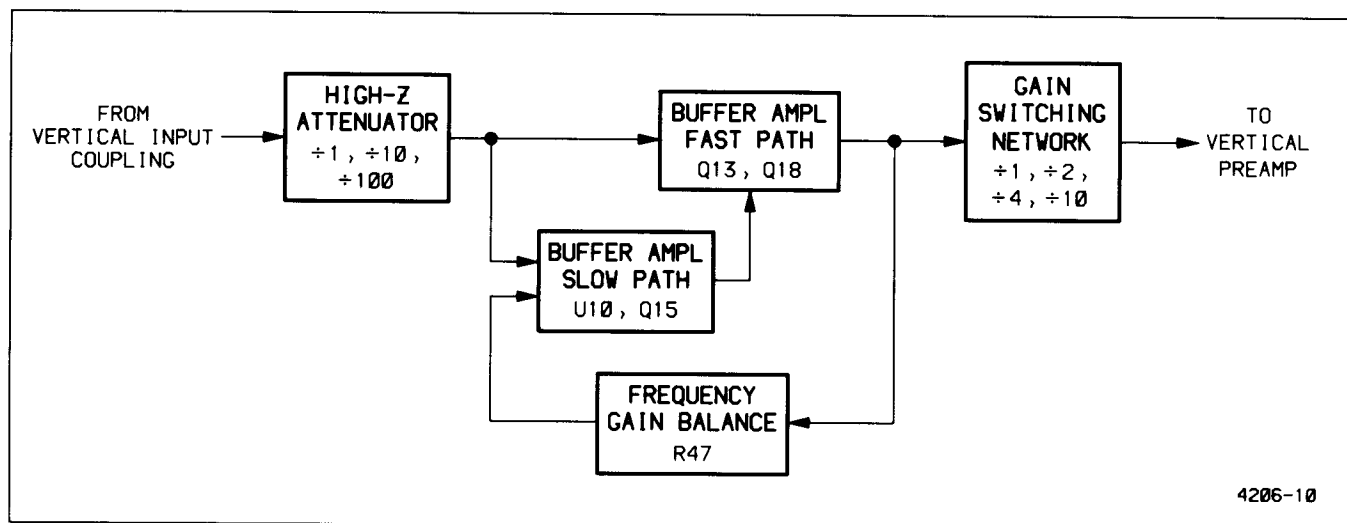 FROM
VERTICAL INPUT
COUPLING
HIGH-Z
ATTENUATOR
÷1, ÷10,
÷100
BUFFER AMPL
FAST PATH
Q13, Q18
GAIN
SWITCHING
NETWORK
÷1, ÷2,
÷4, ÷10
TO
VERTICAL
PREAMP
BUFFER AMPL
SLOW PATH
U10, Q15
FREQUENCY
GAIN BALANCE
R47
4206-10